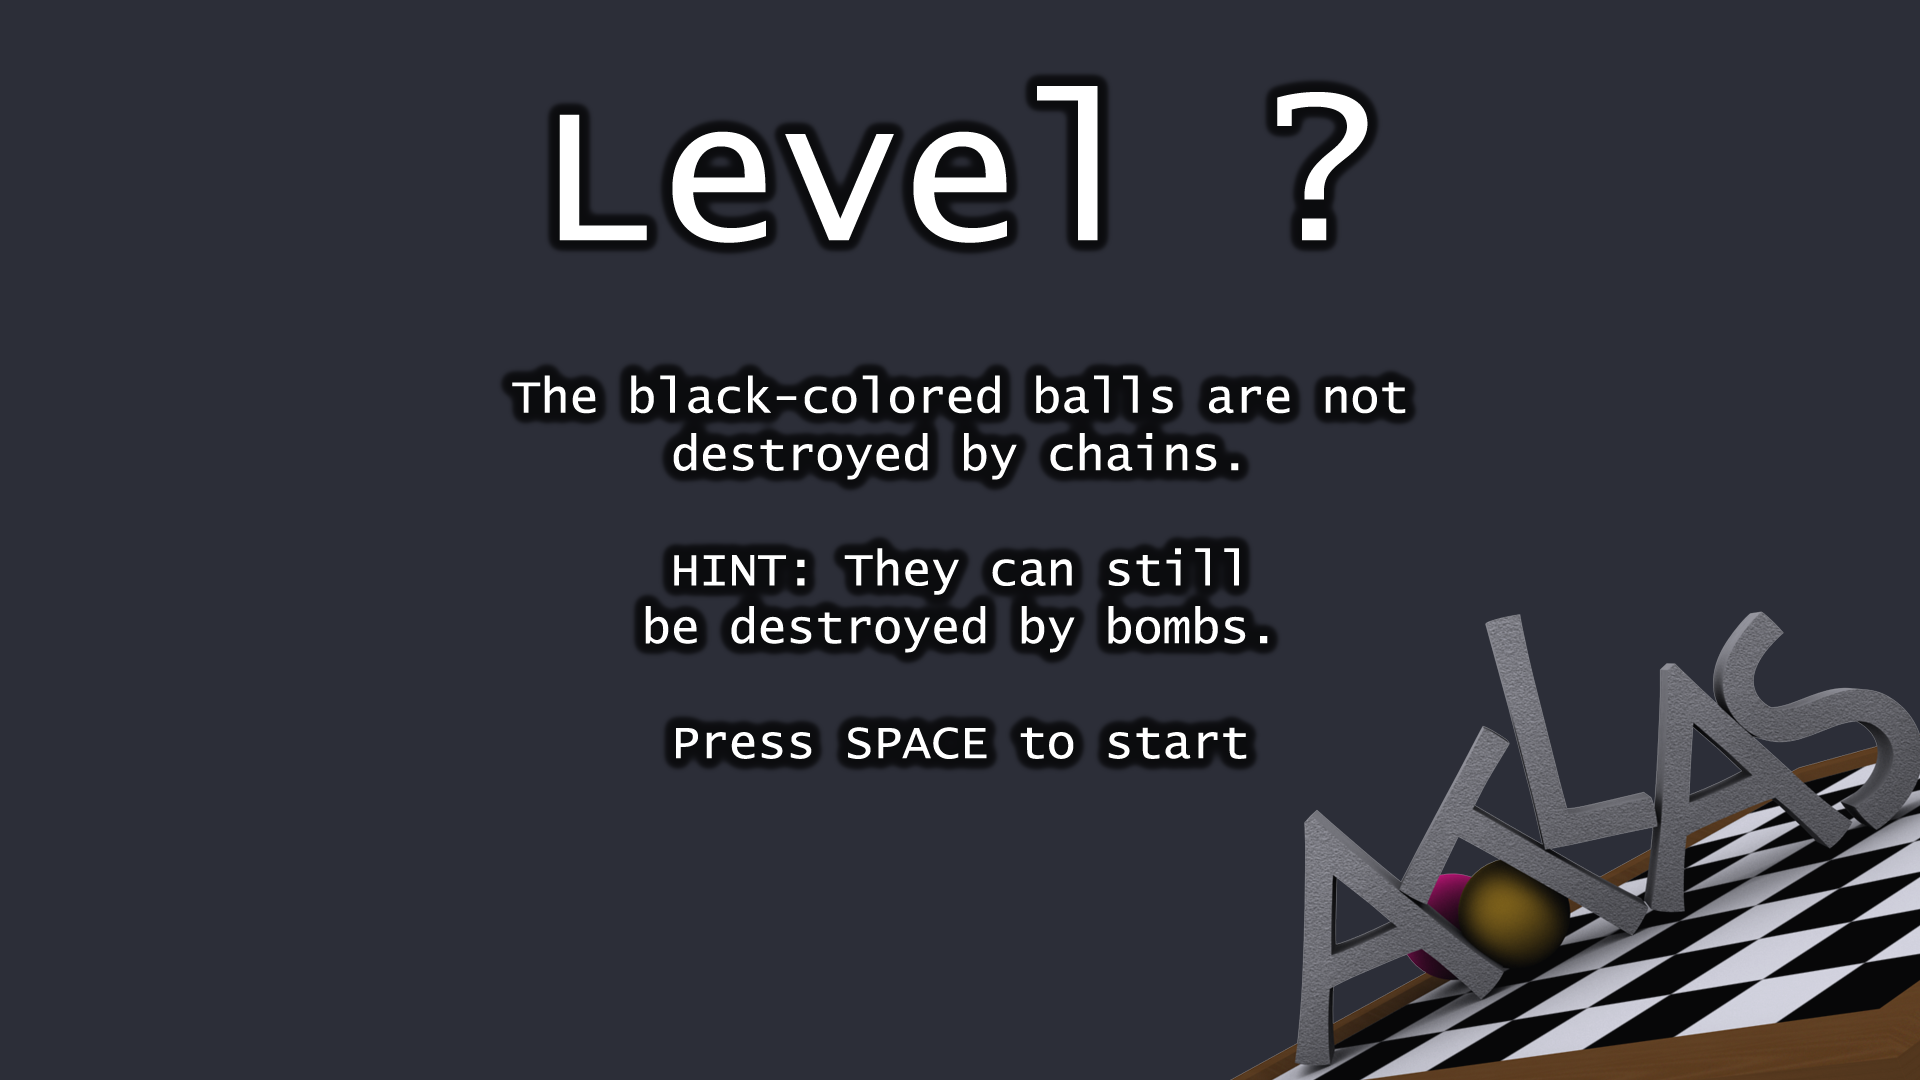 Level ?
The black-colored balls are not
destroyed by chains.
HINT: They can still
be destroyed by bombs.
Press SPACE to start
ATLAS